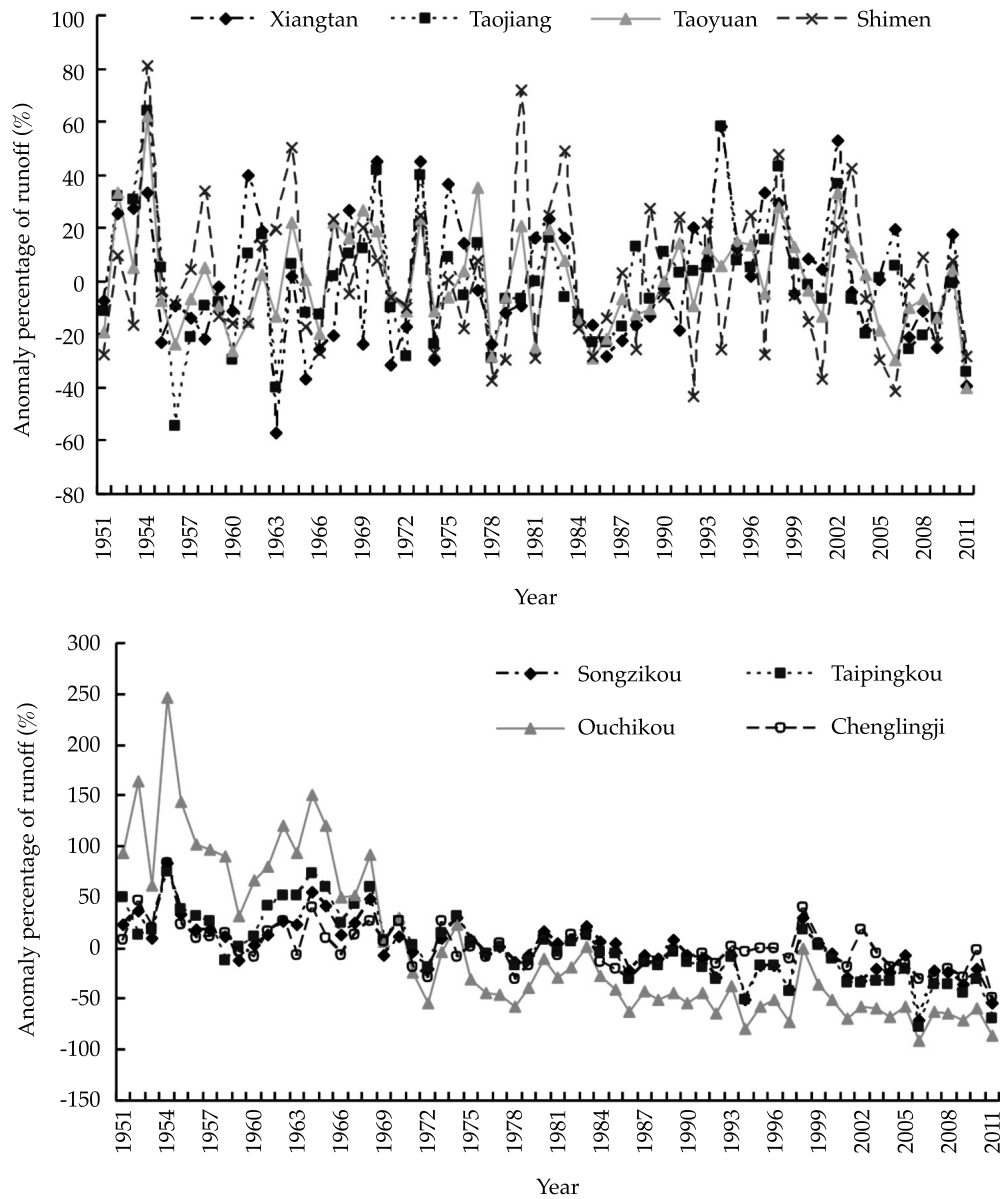 Xiangtan Taojiang Taoyuan Shimen
Anomaly percentage of runoff (%)
100
80
60
40
20
0
-20
-40
-60
-80
1951 1954 1957 1960 1963 1966 1969 1972 1975 1978 1981 1984 1987 1990 1993 1996 1999 2002 2005 2008 2011
Year
Songzikou Taipingkou
Ouchikou Chenglingji
Anomaly percentage of runoff (%)
300
250
200
150
100
50
0
-50
-100
-150
1951 1954 1957 1960 1963 1966 1969 1972 1975 1978 1981 1984 1987 1990 1993 1996 1999 2002 2005 2008 2011
Year